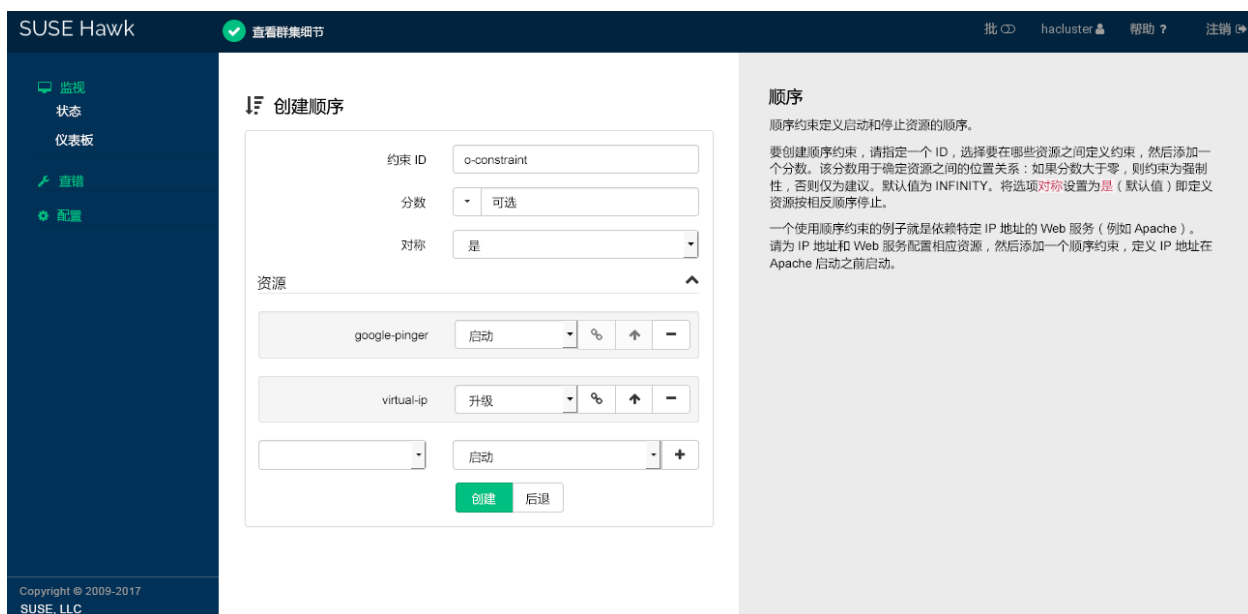 SUSE Hawk
查看群集细节
批
hacluster
帮助 ?
注销
监视
状态
仪表板
查错
配置
Copyright © 2009-2017
SUSE, LLC
创建顺序
约束 ID
o-constraint
分数
可选
对称
是
资源
google-pinger
启动
virtual-ip
升级
启动
创建
后退
顺序
顺序约束定义启动和停止资源的顺序。
要创建顺序约束，请指定一个 ID，选择要在哪些资源之间定义约束，然后添加一
个分数。该分数用于确定资源之间的位置关系：如果分数大于零，则约束为强制
性，否则仅为建议。默认值为 INFINITY。将选项对称设置为是（默认值）即定义
资源按相反顺序停止。
一个使用顺序约束的例子就是依赖特定 IP 地址的 Web 服务（例如 Apache）。
请为 IP 地址和 Web 服务配置相应资源，然后添加一个顺序约束，定义 IP 地址在
Apache 启动之前启动。